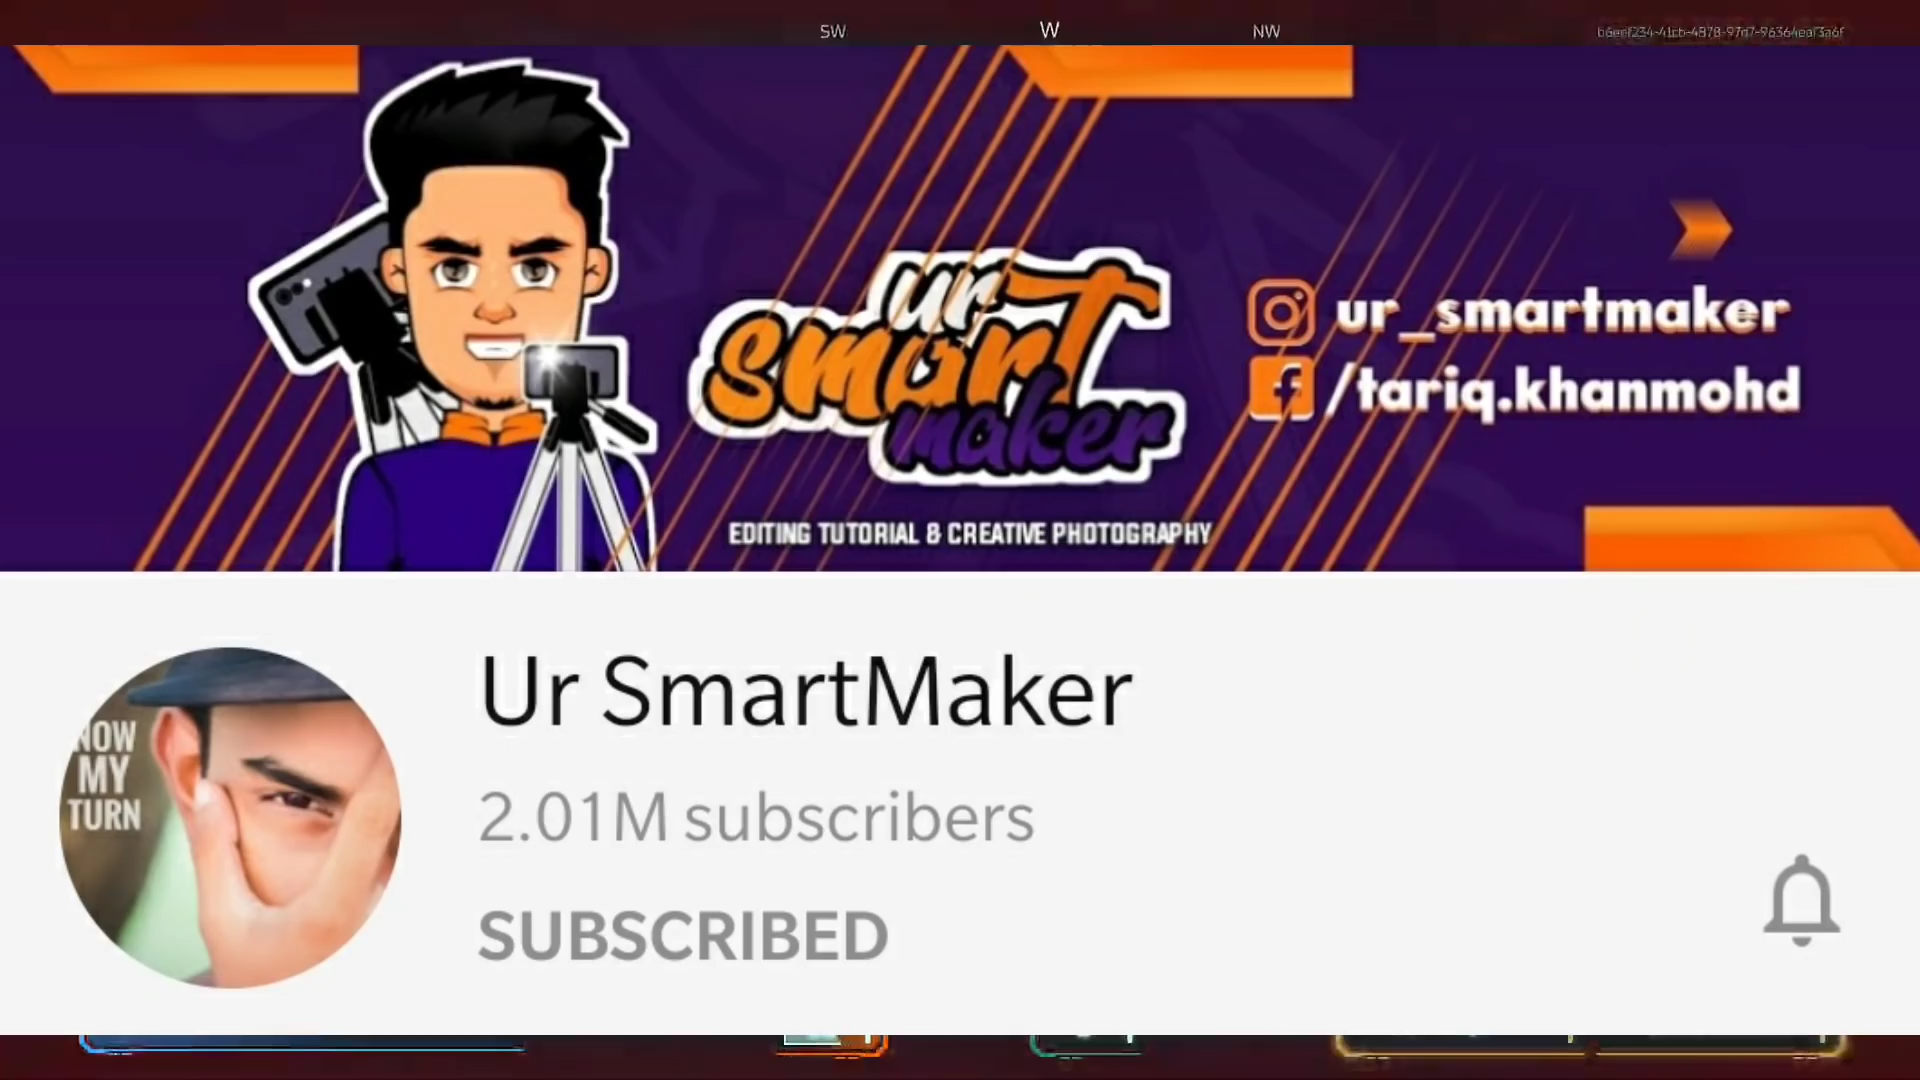 SW W NW
ur
smart
maker
ur_smartmaker
/tariq.khanmohd
EDITING TUTORIAL & CREATIVE PHOTOGRAPHY
NOW
MY
TURN
Ur SmartMaker
2.01M subscribers
SUBSCRIBED